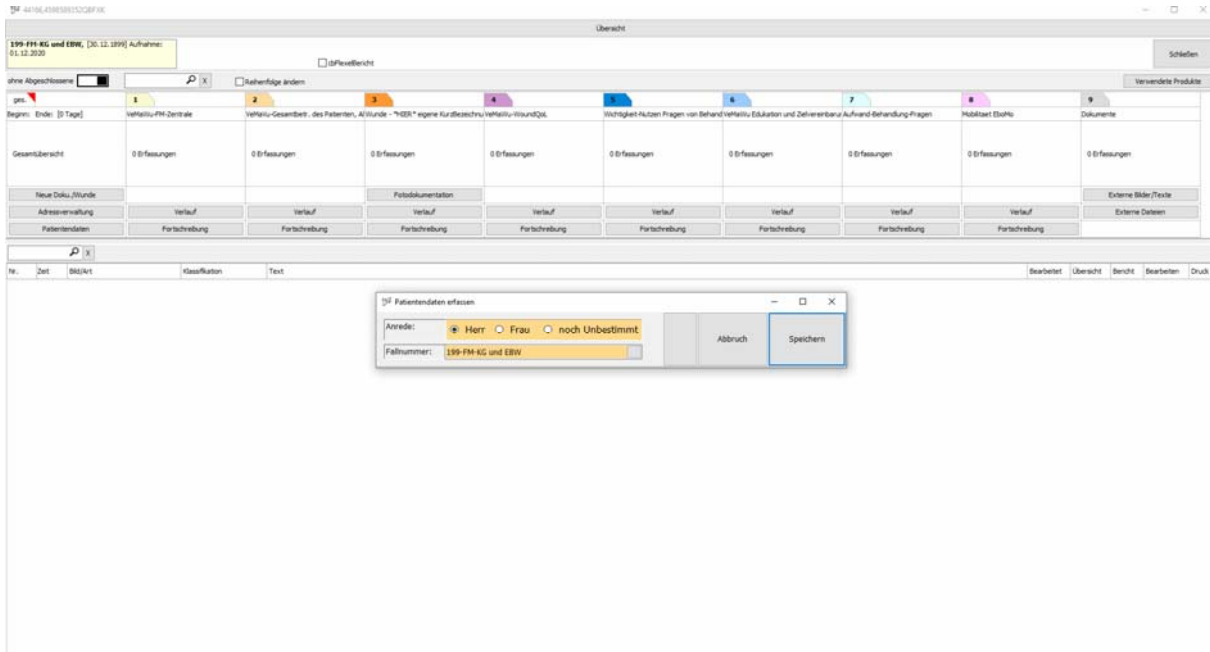 Übersicht
199-FM-KG und EBW, [30.12.1899] Aufnahme:
01.12.2020
cbPlexeBericht
Schließen
ohne Abgeschlossene
X
Reihenfolge ändern
Verwendete Produkte
ges. 1 2 3 4 5 6 7 8 9
Beginn: Ende: [0 Tage] VeMaWu-FM-Zentrale VeMaWu-Gesamtbetr. des Patienten, Al Wunde - "HIER" eigene Kurzbezeichnu VeMaWu-WoundQoL Wichtigkeit-Nutzen Fragen von Behand VeMaWu Edukation und Zielvereinbaru Aufwand-Behandlung-Fragen Mobilitaet EboMo Dokumente
Gesamtübersicht 0 Erfassungen 0 Erfassungen 0 Erfassungen 0 Erfassungen 0 Erfassungen 0 Erfassungen 0 Erfassungen 0 Erfassungen 0 Erfassungen
Neue Doku./Wunde Fotodokumentation Externe Bilder/Texte
Adressverwaltung Verlauf Verlauf Verlauf Verlauf Verlauf Verlauf Verlauf Verlauf Externe Dateien
Patientendaten Fortschreibung Fortschreibung Fortschreibung Fortschreibung Fortschreibung Fortschreibung Fortschreibung Fortschreibung
X
Nr. Zeit Bild/Art Klassifikation Text Bearbeitet Übersicht Bericht Bearbeiten Druck
Patientendaten erfassen
Anrede: Herr Frau noch Unbestimmt
Fallnummer: 199-FM-KG und EBW
Abbruch Speichern